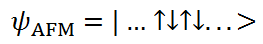 ψ_AFM = | … ↑↓↑↓… >